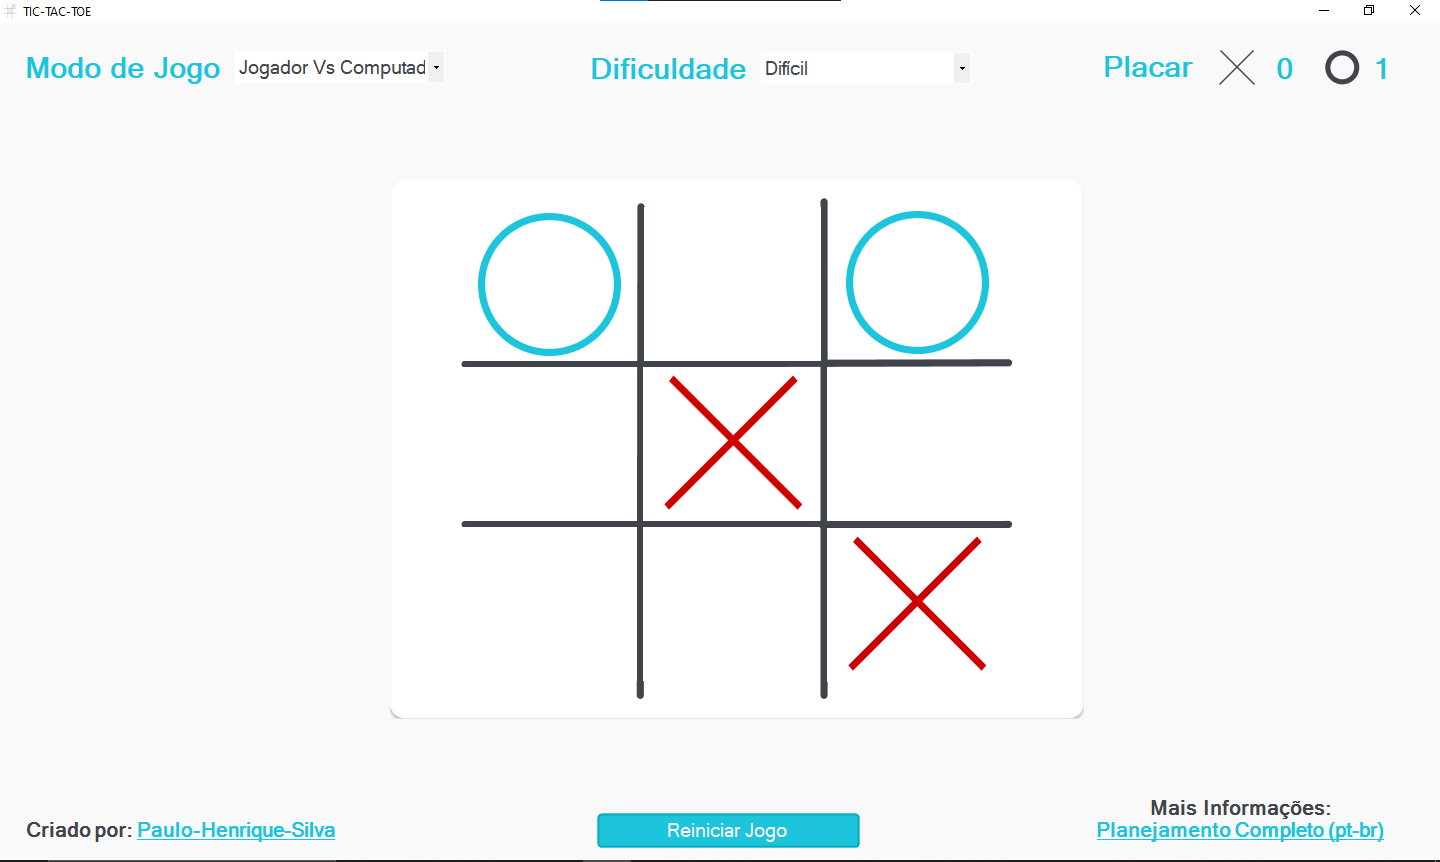 TIC-TAC-TOE
Modo de Jogo Jogador Vs Computad Dificuldade Difícil Placar 0 1
Criado por: Paulo-Henrique-Silva
Reiniciar Jogo
Mais Informações:
Planejamento Completo (pt-br)